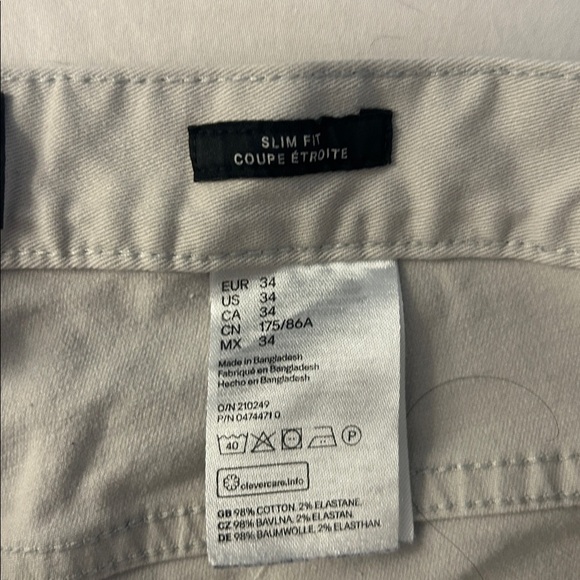 SLIM FIT
COUPE ÉTROITE
EUR 34
US 34
CA 34
CN 175/86A
MX 34
Made in Bangladesh
Fabriqué en Bangladesh
Hecho en Bangladesh
O/N 210249
P/N 0474471 0
40 P
clevercare.info
GB 98% COTTON, 2% ELASTANE,
CZ 98% BAVLNA, 2% ELASTAN,
DE 98% BAUMWOLLE, 2% ELASTHAN